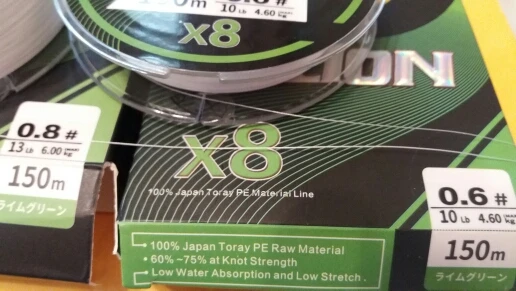 150m
10 Lb 4.60 kg
x8
LION
0.8 #
13 Lb 6.00 kg
150m
ライムグリーン
x8
100% Japan Toray PE Material Line
0.6 #
10 Lb 4.60 kg
150m
ライムグリーン
• 100% Japan Toray PE Raw Material
• 60% ~75% at Knot Strength
• Low Water Absorption and Low Stretch .